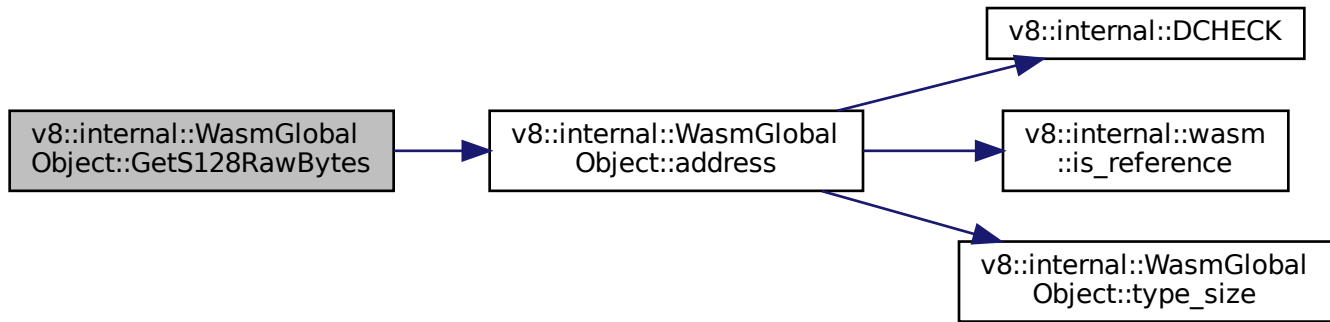 v8::internal::DCHECK
v8::internal::WasmGlobal
Object::GetS128RawBytes
v8::internal::WasmGlobal
Object::address
v8::internal::wasm
::is_reference
v8::internal::WasmGlobal
Object::type_size